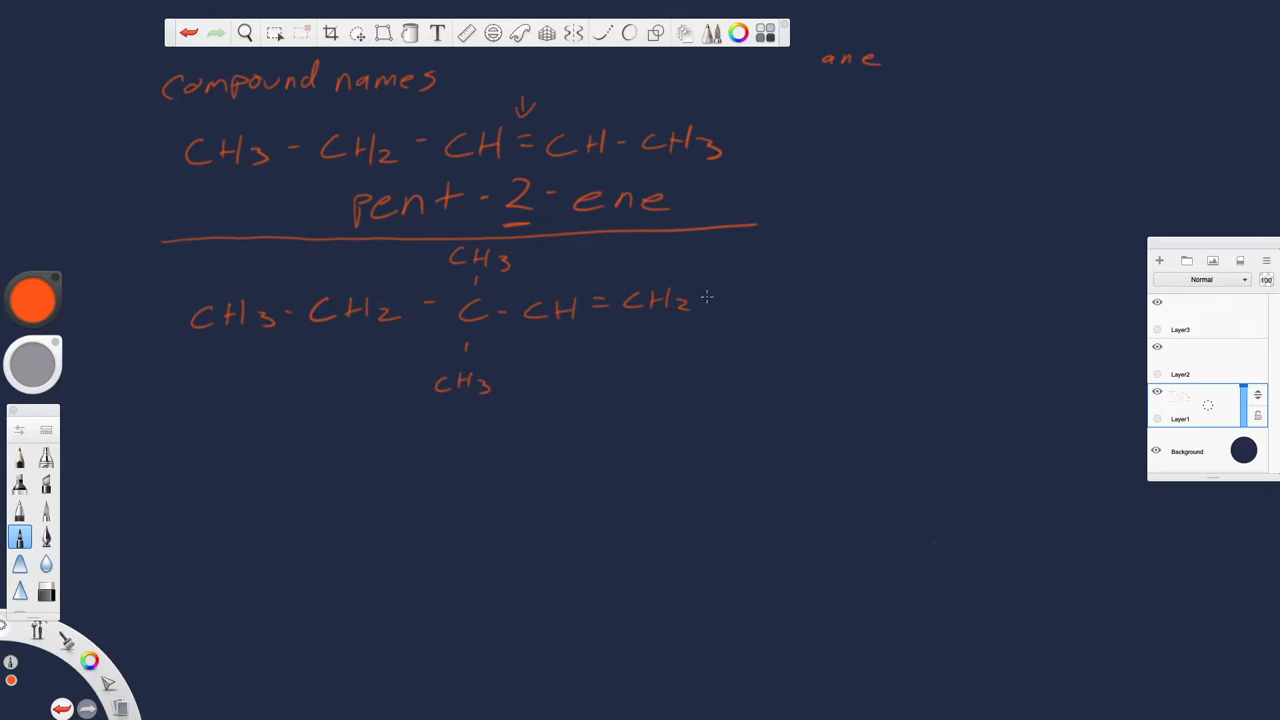 ane
compound names
CH3 - CH2 - CH = CH - CH3
pent - 2 - ene
CH3
CH3 - CH2 - C - CH = CH2
CH3
T
Normal
100
Layer3
Layer2
Layer1
Background